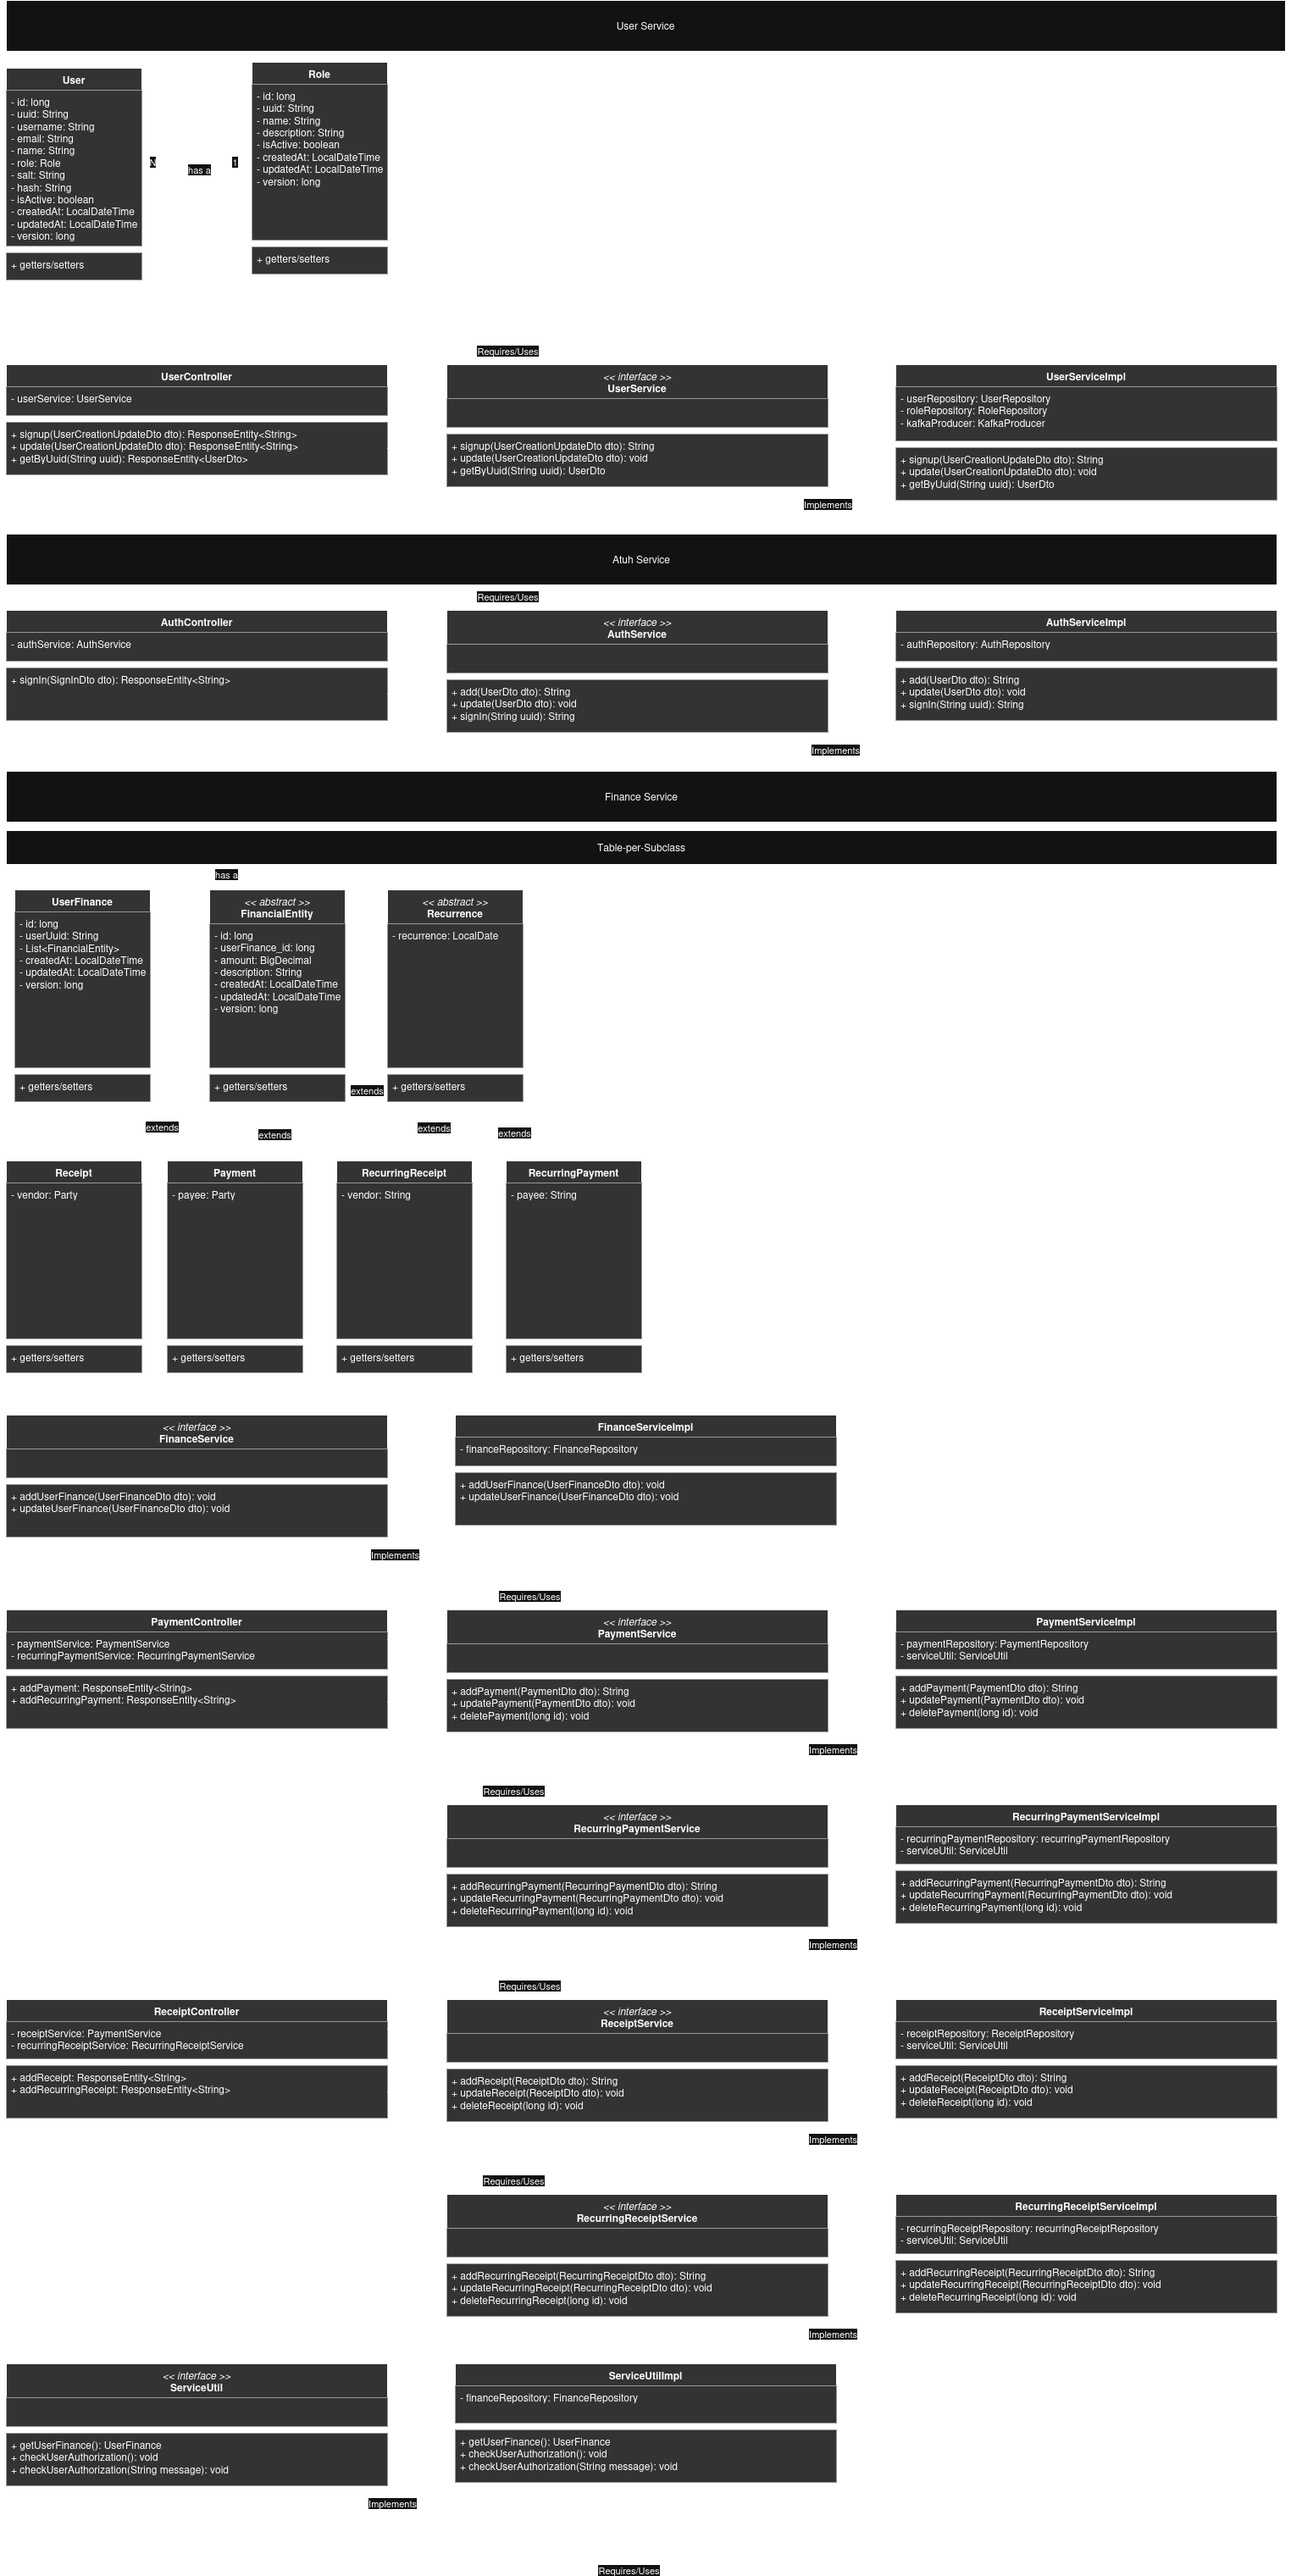 User Service
User
- id: long
- uuid: String
- username: String
- email: String
- name: String
- role: Role
- salt: String
- hash: String
- isActive: boolean
- createdAt: LocalDateTime
- updatedAt: LocalDateTime
- version: long
+ getters/setters
N
has a
1
Role
- id: long
- uuid: String
- name: String
- description: String
- isActive: boolean
- createdAt: LocalDateTime
- updatedAt: LocalDateTime
- version: long
+ getters/setters
Requires/Uses
UserController
- userService: UserService
+ signup(UserCreationUpdateDto dto): ResponseEntity<String>
+ update(UserCreationUpdateDto dto): ResponseEntity<String>
+ getByUuid(String uuid): ResponseEntity<UserDto>
<< interface >>
UserService
+ signup(UserCreationUpdateDto dto): String
+ update(UserCreationUpdateDto dto): void
+ getByUuid(String uuid): UserDto
UserServiceImpl
- userRepository: UserRepository
- roleRepository: RoleRepository
- kafkaProducer: KafkaProducer
+ signup(UserCreationUpdateDto dto): String
+ update(UserCreationUpdateDto dto): void
+ getByUuid(String uuid): UserDto
Implements
Atuh Service
Requires/Uses
AuthController
- authService: AuthService
+ signIn(SignInDto dto): ResponseEntity<String>
<< interface >>
AuthService
+ add(UserDto dto): String
+ update(UserDto dto): void
+ signIn(String uuid): String
AuthServiceImpl
- authRepository: AuthRepository
+ add(UserDto dto): String
+ update(UserDto dto): void
+ signIn(String uuid): String
Implements
Finance Service
Table-per-Subclass
has a
UserFinance
- id: long
- userUuid: String
- List<FinancialEntity>
- createdAt: LocalDateTime
- updatedAt: LocalDateTime
- version: long
+ getters/setters
<< abstract >>
FinancialEntity
- id: long
- userFinance_id: long
- amount: BigDecimal
- description: String
- createdAt: LocalDateTime
- updatedAt: LocalDateTime
- version: long
+ getters/setters
extends
<< abstract >>
Recurrence
- recurrence: LocalDate
+ getters/setters
extends
extends
extends
extends
Receipt
- vendor: Party
+ getters/setters
Payment
- payee: Party
+ getters/setters
RecurringReceipt
- vendor: String
+ getters/setters
RecurringPayment
- payee: String
+ getters/setters
<< interface >>
FinanceService
+ addUserFinance(UserFinanceDto dto): void
+ updateUserFinance(UserFinanceDto dto): void
FinanceServiceImpl
- financeRepository: FinanceRepository
+ addUserFinance(UserFinanceDto dto): void
+ updateUserFinance(UserFinanceDto dto): void
Implements
Requires/Uses
PaymentController
- paymentService: PaymentService
- recurringPaymentService: RecurringPaymentService
+ addPayment: ResponseEntity<String>
+ addRecurringPayment: ResponseEntity<String>
<< interface >>
PaymentService
+ addPayment(PaymentDto dto): String
+ updatePayment(PaymentDto dto): void
+ deletePayment(long id): void
PaymentServiceImpl
- paymentRepository: PaymentRepository
- serviceUtil: ServiceUtil
+ addPayment(PaymentDto dto): String
+ updatePayment(PaymentDto dto): void
+ deletePayment(long id): void
Implements
Requires/Uses
<< interface >>
RecurringPaymentService
+ addRecurringPayment(RecurringPaymentDto dto): String
+ updateRecurringPayment(RecurringPaymentDto dto): void
+ deleteRecurringPayment(long id): void
RecurringPaymentServiceImpl
- recurringPaymentRepository: recurringPaymentRepository
- serviceUtil: ServiceUtil
+ addRecurringPayment(RecurringPaymentDto dto): String
+ updateRecurringPayment(RecurringPaymentDto dto): void
+ deleteRecurringPayment(long id): void
Implements
Requires/Uses
ReceiptController
- receiptService: PaymentService
- recurringReceiptService: RecurringReceiptService
+ addReceipt: ResponseEntity<String>
+ addRecurringReceipt: ResponseEntity<String>
<< interface >>
ReceiptService
+ addReceipt(ReceiptDto dto): String
+ updateReceipt(ReceiptDto dto): void
+ deleteReceipt(long id): void
ReceiptServiceImpl
- receiptRepository: ReceiptRepository
- serviceUtil: ServiceUtil
+ addReceipt(ReceiptDto dto): String
+ updateReceipt(ReceiptDto dto): void
+ deleteReceipt(long id): void
Implements
Requires/Uses
<< interface >>
RecurringReceiptService
+ addRecurringReceipt(RecurringReceiptDto dto): String
+ updateRecurringReceipt(RecurringReceiptDto dto): void
+ deleteRecurringReceipt(long id): void
RecurringReceiptServiceImpl
- recurringReceiptRepository: recurringReceiptRepository
- serviceUtil: ServiceUtil
+ addRecurringReceipt(RecurringReceiptDto dto): String
+ updateRecurringReceipt(RecurringReceiptDto dto): void
+ deleteRecurringReceipt(long id): void
Implements
<< interface >>
ServiceUtil
+ getUserFinance(): UserFinance
+ checkUserAuthorization(): void
+ checkUserAuthorization(String message): void
ServiceUtilImpl
- financeRepository: FinanceRepository
+ getUserFinance(): UserFinance
+ checkUserAuthorization(): void
+ checkUserAuthorization(String message): void
Implements
Requires/Uses